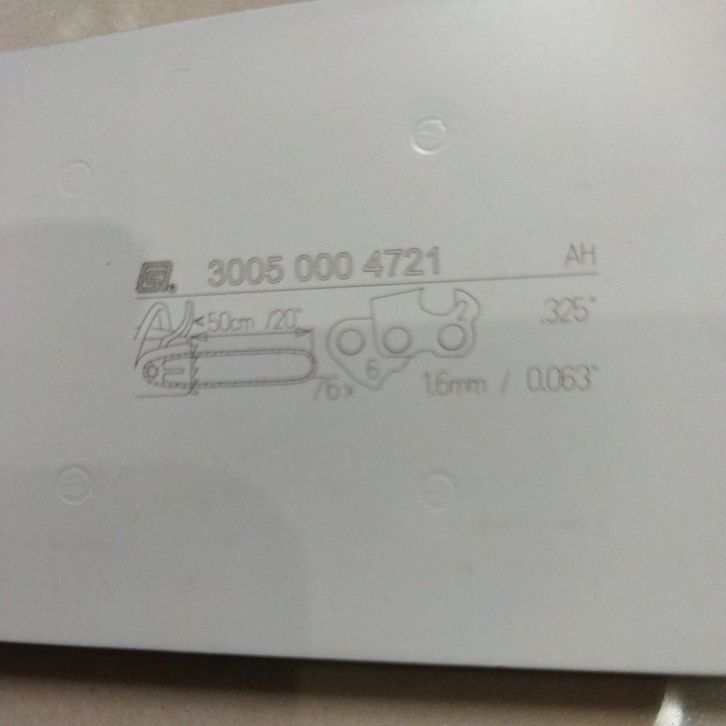 3005 000 4721 AH
50cm /20" 2 .325"
76x 6 1.6mm / 0.063"